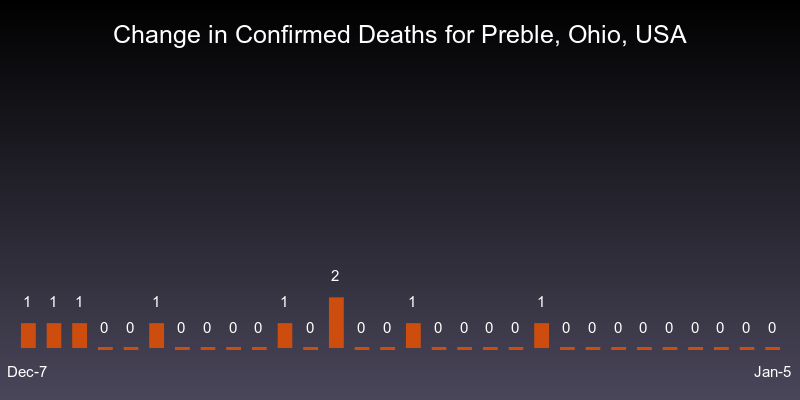 Change in Confirmed Deaths for Preble, Ohio, USA
2
1 1 1 1 1 1 1
0 0 0 0 0 0 0 0 0 0 0 0 0 0 0 0 0 0 0 0 0 0
Dec-7 Jan-5